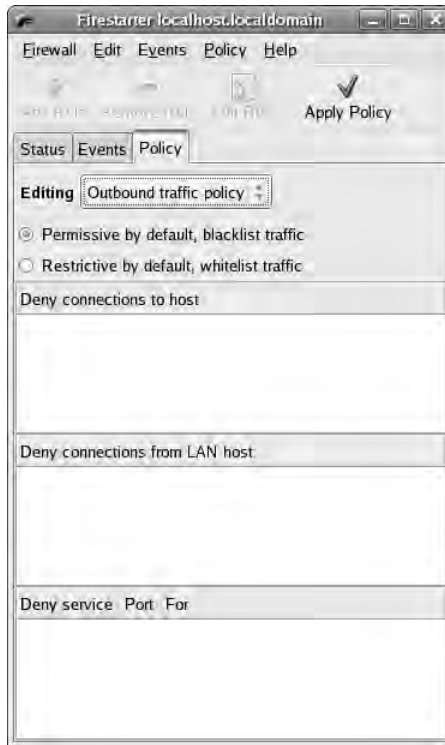 Firestarter localhost.localdomain
Firewall Edit Events Policy Help
Apply Policy
Status Events Policy
Editing Outbound traffic policy
Permissive by default, blacklist traffic
Restrictive by default, whitelist traffic
Deny connections to host
Deny connections from LAN host
Deny service Port For